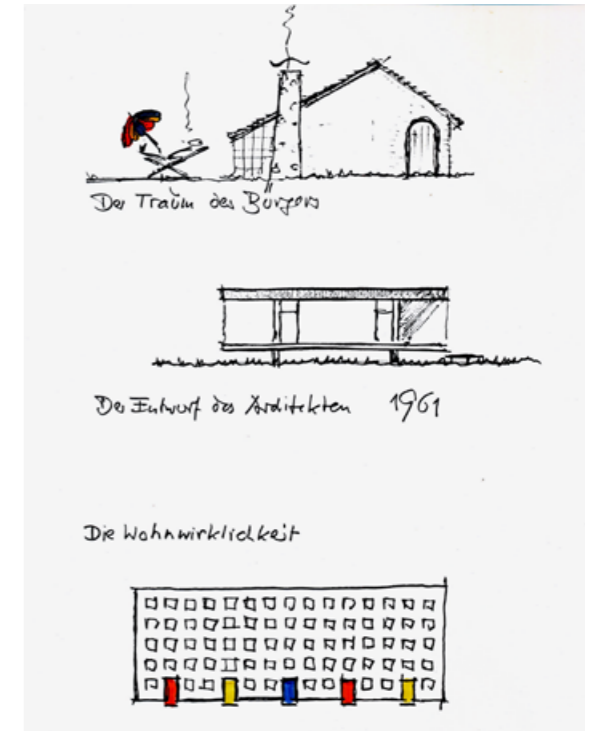 Der Traum des Bürgers
Der Entwurf des Architekten 1961
Die Wohnwirklichkeit